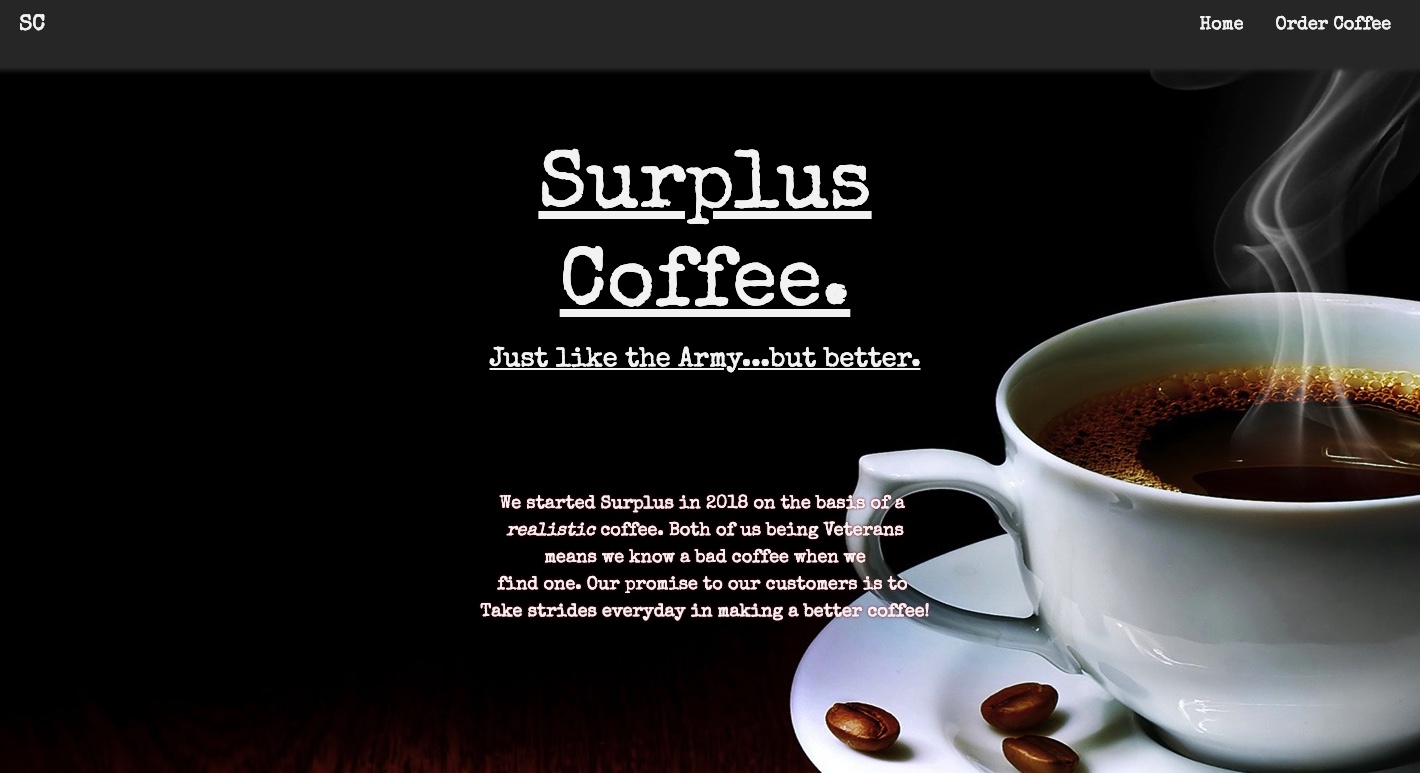 SC
Home Order Coffee
Surplus
Coffee.
Just like the Army...but better.
We started Surplus in 2018 on the basis of a
realistic coffee. Both of us being Veterans
means we know a bad coffee when we
find one. Our promise to our customers is to
Take strides everyday in making a better coffee!